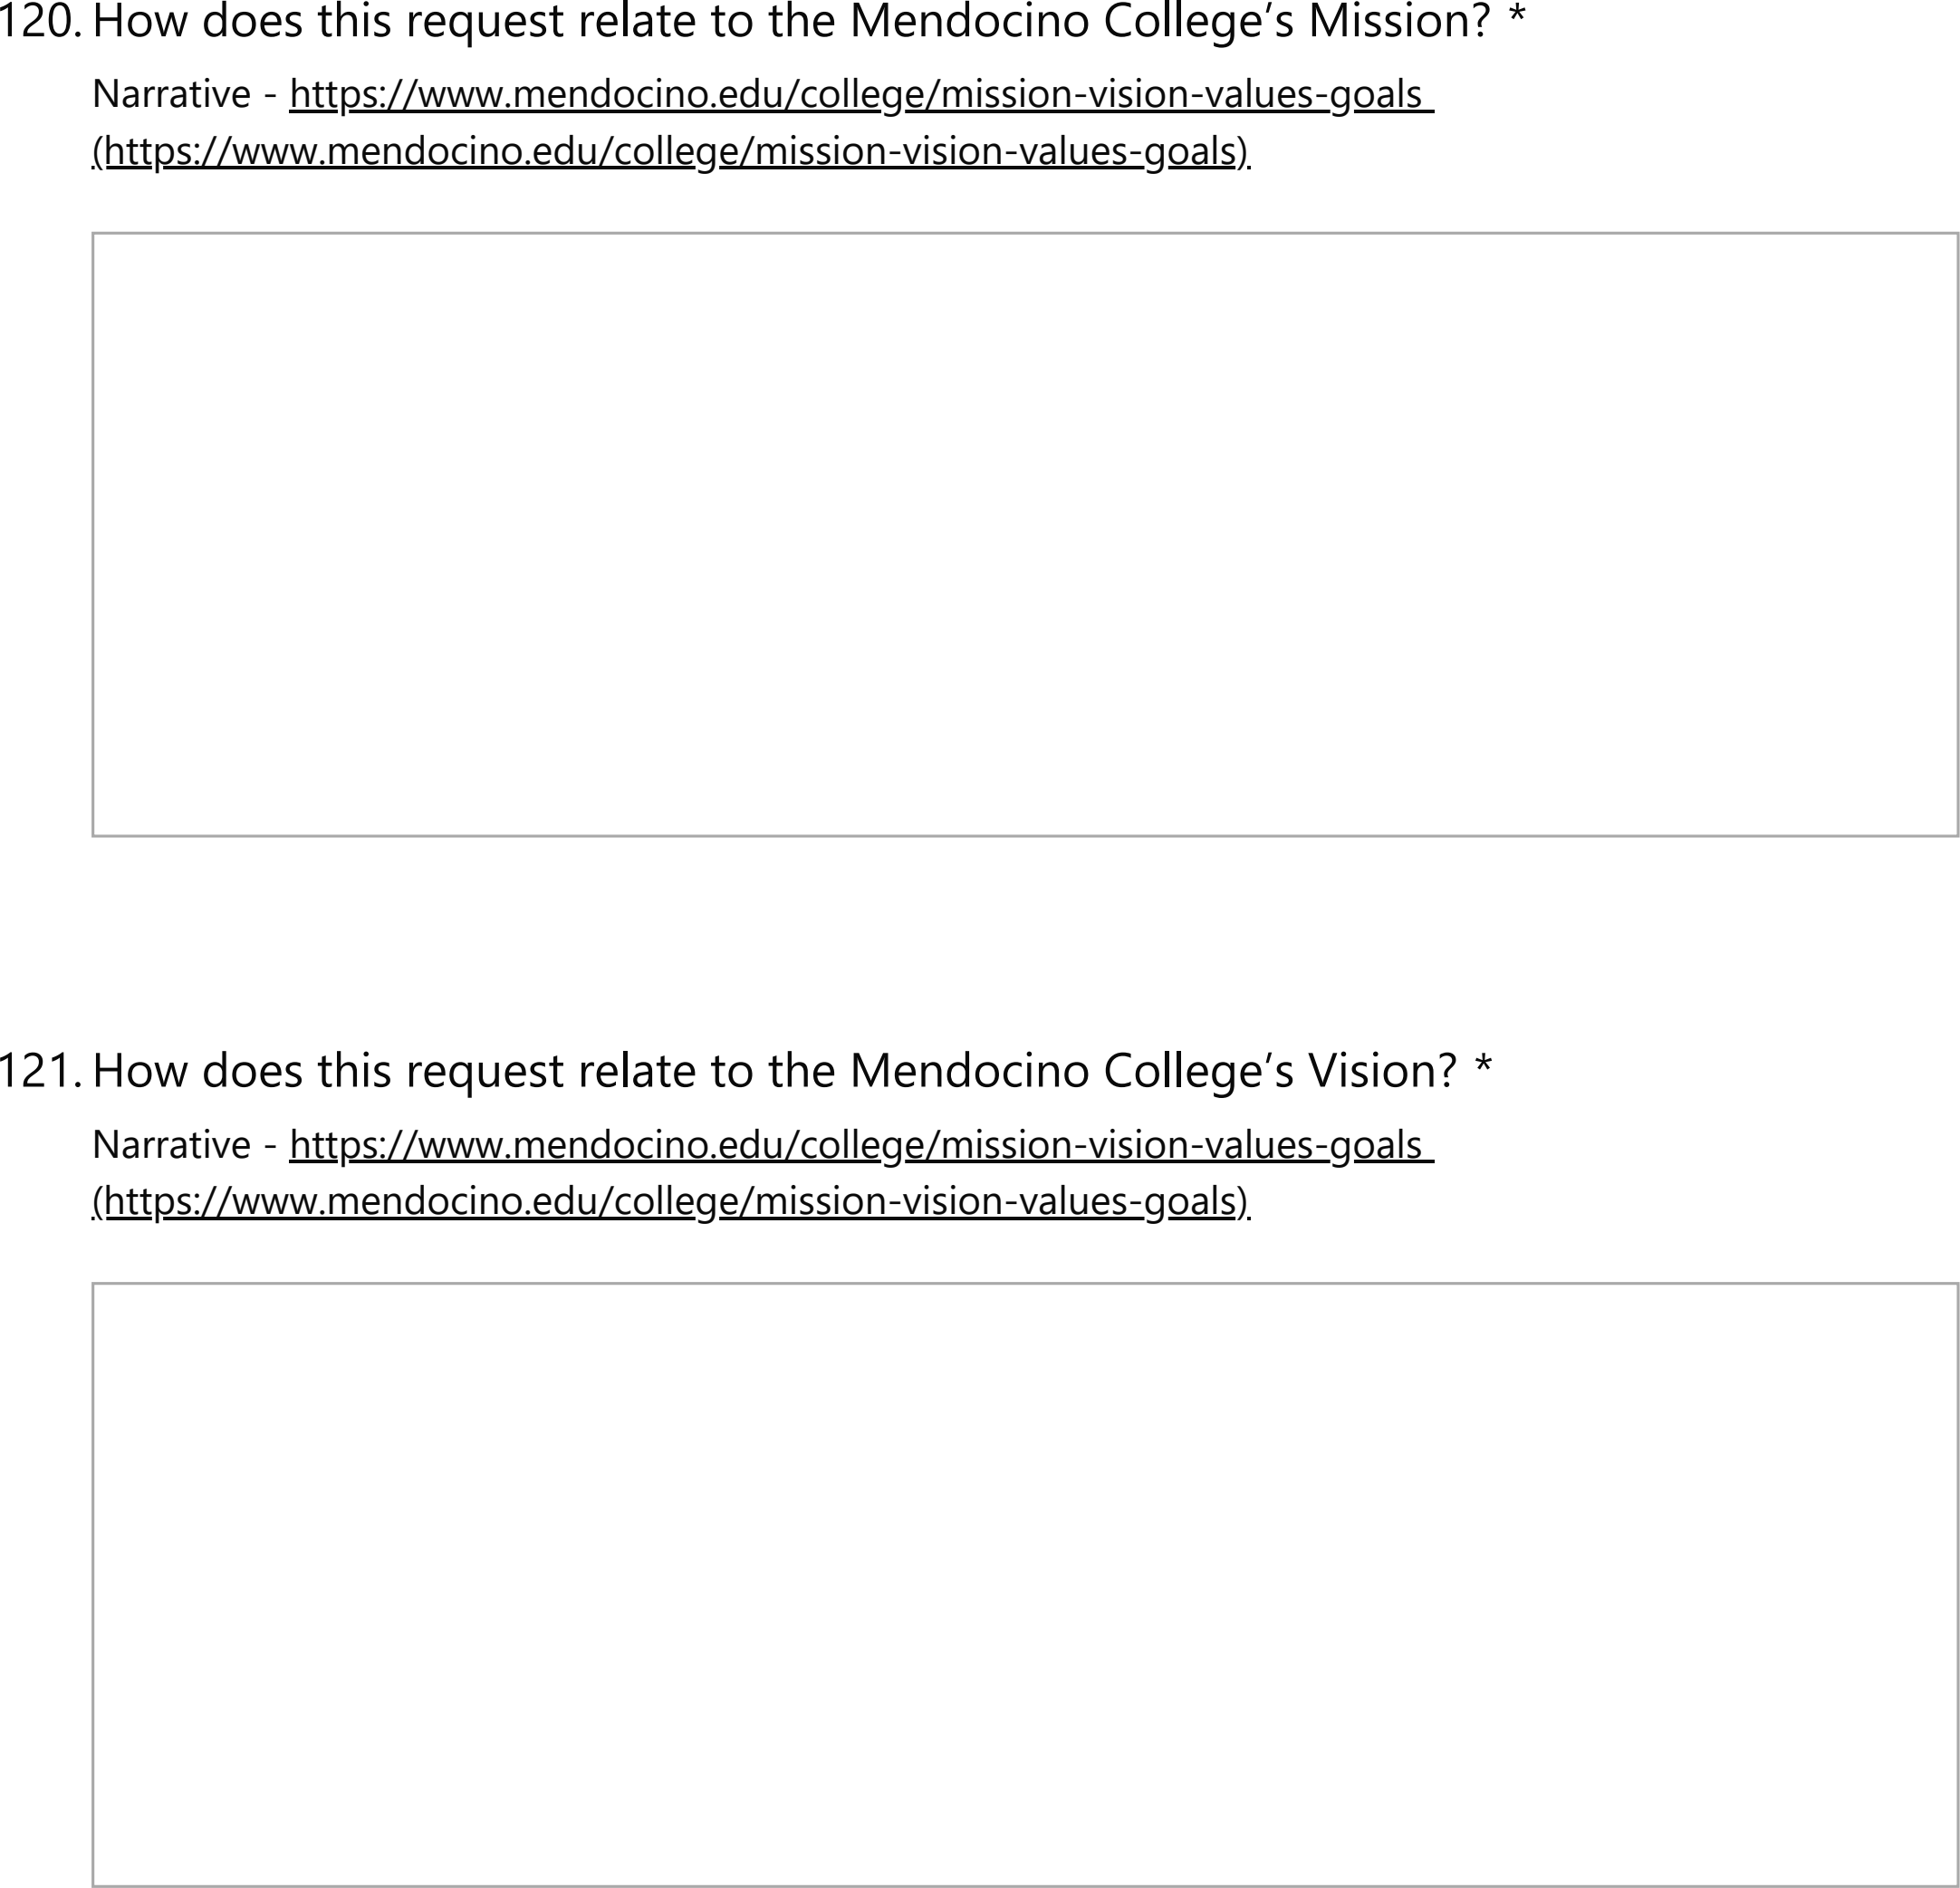 120. How does this request relate to the Mendocino College’s Mission? *
Narrative - https://www.mendocino.edu/college/mission-vision-values-goals
(https://www.mendocino.edu/college/mission-vision-values-goals)
121. How does this request relate to the Mendocino College’s Vision? *
Narrative - https://www.mendocino.edu/college/mission-vision-values-goals
(https://www.mendocino.edu/college/mission-vision-values-goals)